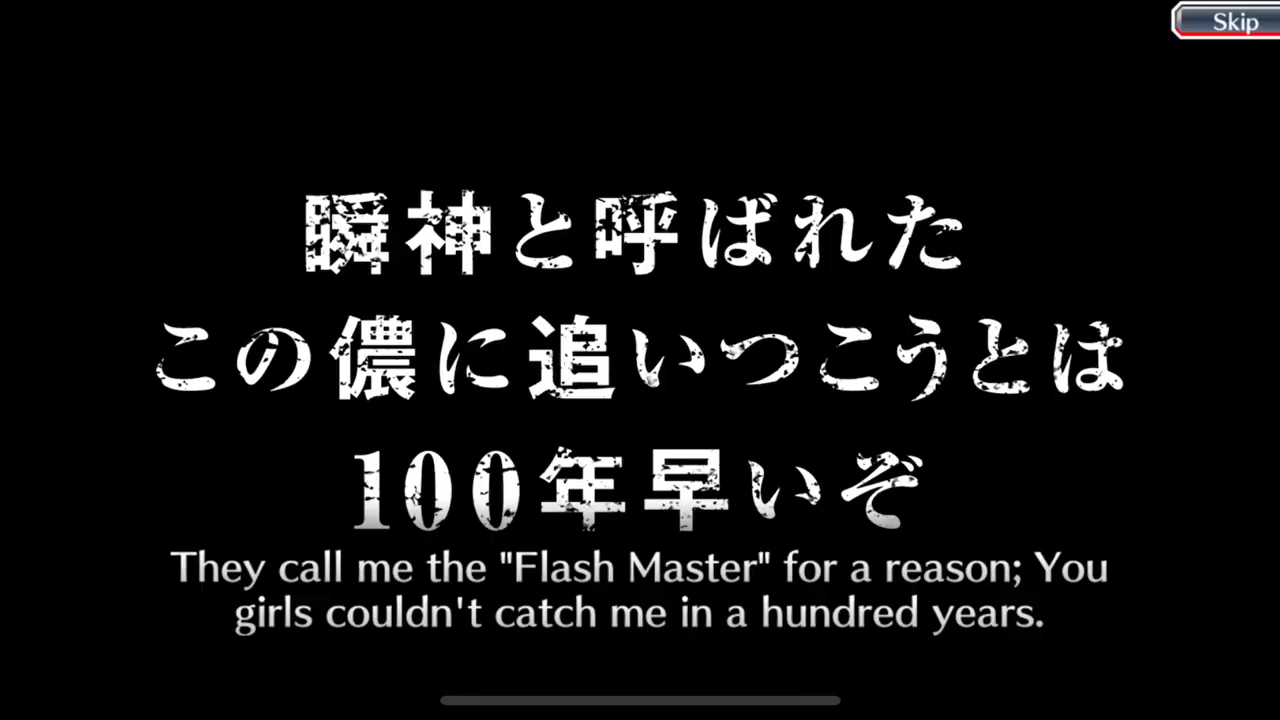 Skip
瞬神と呼ばれた
この儂に追いつこうとは
100年早いぞ
They call me the "Flash Master" for a reason; You
girls couldn't catch me in a hundred years.